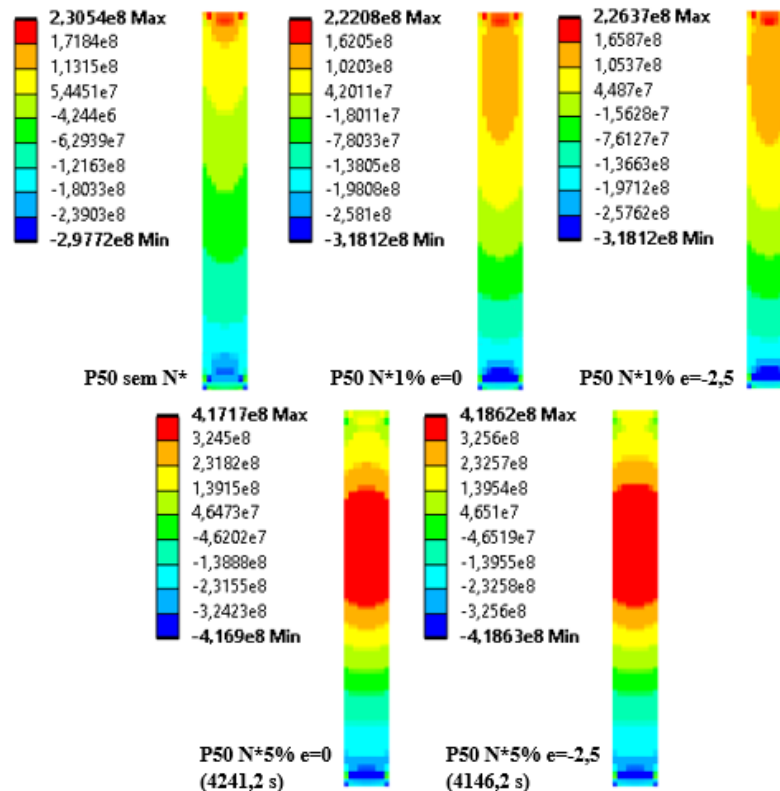 2,3054e8 Max
1,7184e8
1,1315e8
5,4451e7
-4,244e6
-6,2939e7
-1,2163e8
-1,8033e8
-2,3903e8
-2,9772e8 Min
P50 sem N*
2,2208e8 Max
1,6205e8
1,0203e8
4,2011e7
-1,8011e7
-7,8033e7
-1,3805e8
-1,9808e8
-2,581e8
-3,1812e8 Min
P50 N*1% e=0
2,2637e8 Max
1,6587e8
1,0537e8
4,487e7
-1,5628e7
-7,6127e7
-1,3663e8
-1,9712e8
-2,5762e8
-3,1812e8 Min
P50 N*1% e=-2,5
4,1717e8 Max
3,245e8
2,3182e8
1,3915e8
4,6473e7
-4,6202e7
-1,3888e8
-2,3155e8
-3,2423e8
-4,169e8 Min
P50 N*5% e=0
(4241,2 s)
4,1862e8 Max
3,256e8
2,3257e8
1,3954e8
4,651e7
-4,6519e7
-1,3955e8
-2,3258e8
-3,256e8
-4,1863e8 Min
P50 N*5% e=-2,5
(4146,2 s)